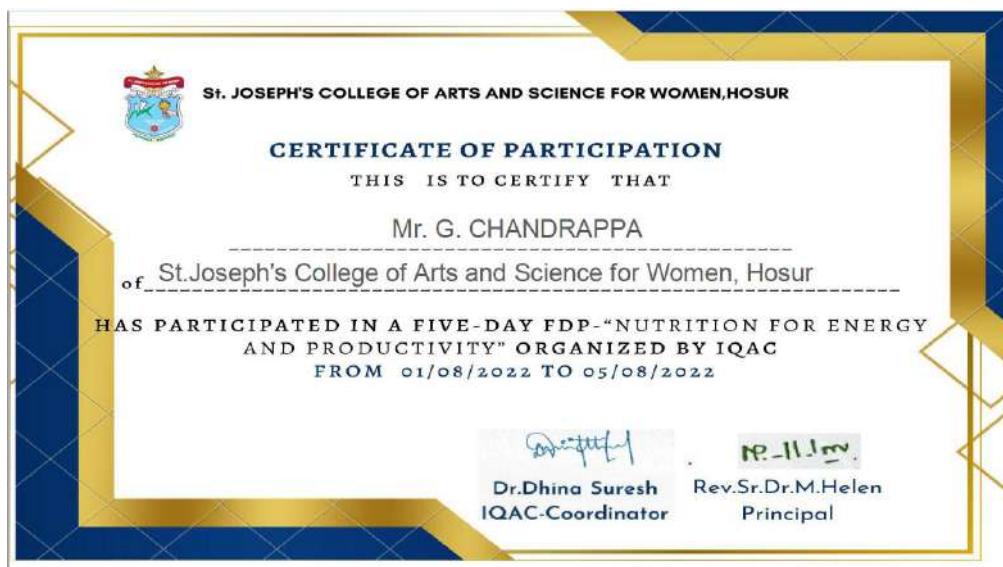 St. JOSEPH'S COLLEGE OF ARTS AND SCIENCE FOR WOMEN,HOSUR
CERTIFICATE OF PARTICIPATION
THIS IS TO CERTIFY THAT
Mr. G. CHANDRAPPA
of St.Joseph's College of Arts and Science for Women, Hosur
HAS PARTICIPATED IN A FIVE-DAY FDP-“NUTRITION FOR ENERGY
AND PRODUCTIVITY” ORGANIZED BY IQAC
FROM 01/08/2022 TO 05/08/2022
Dr.Dhina Suresh
IQAC-Coordinator
Rev.Sr.Dr.M.Helen
Principal